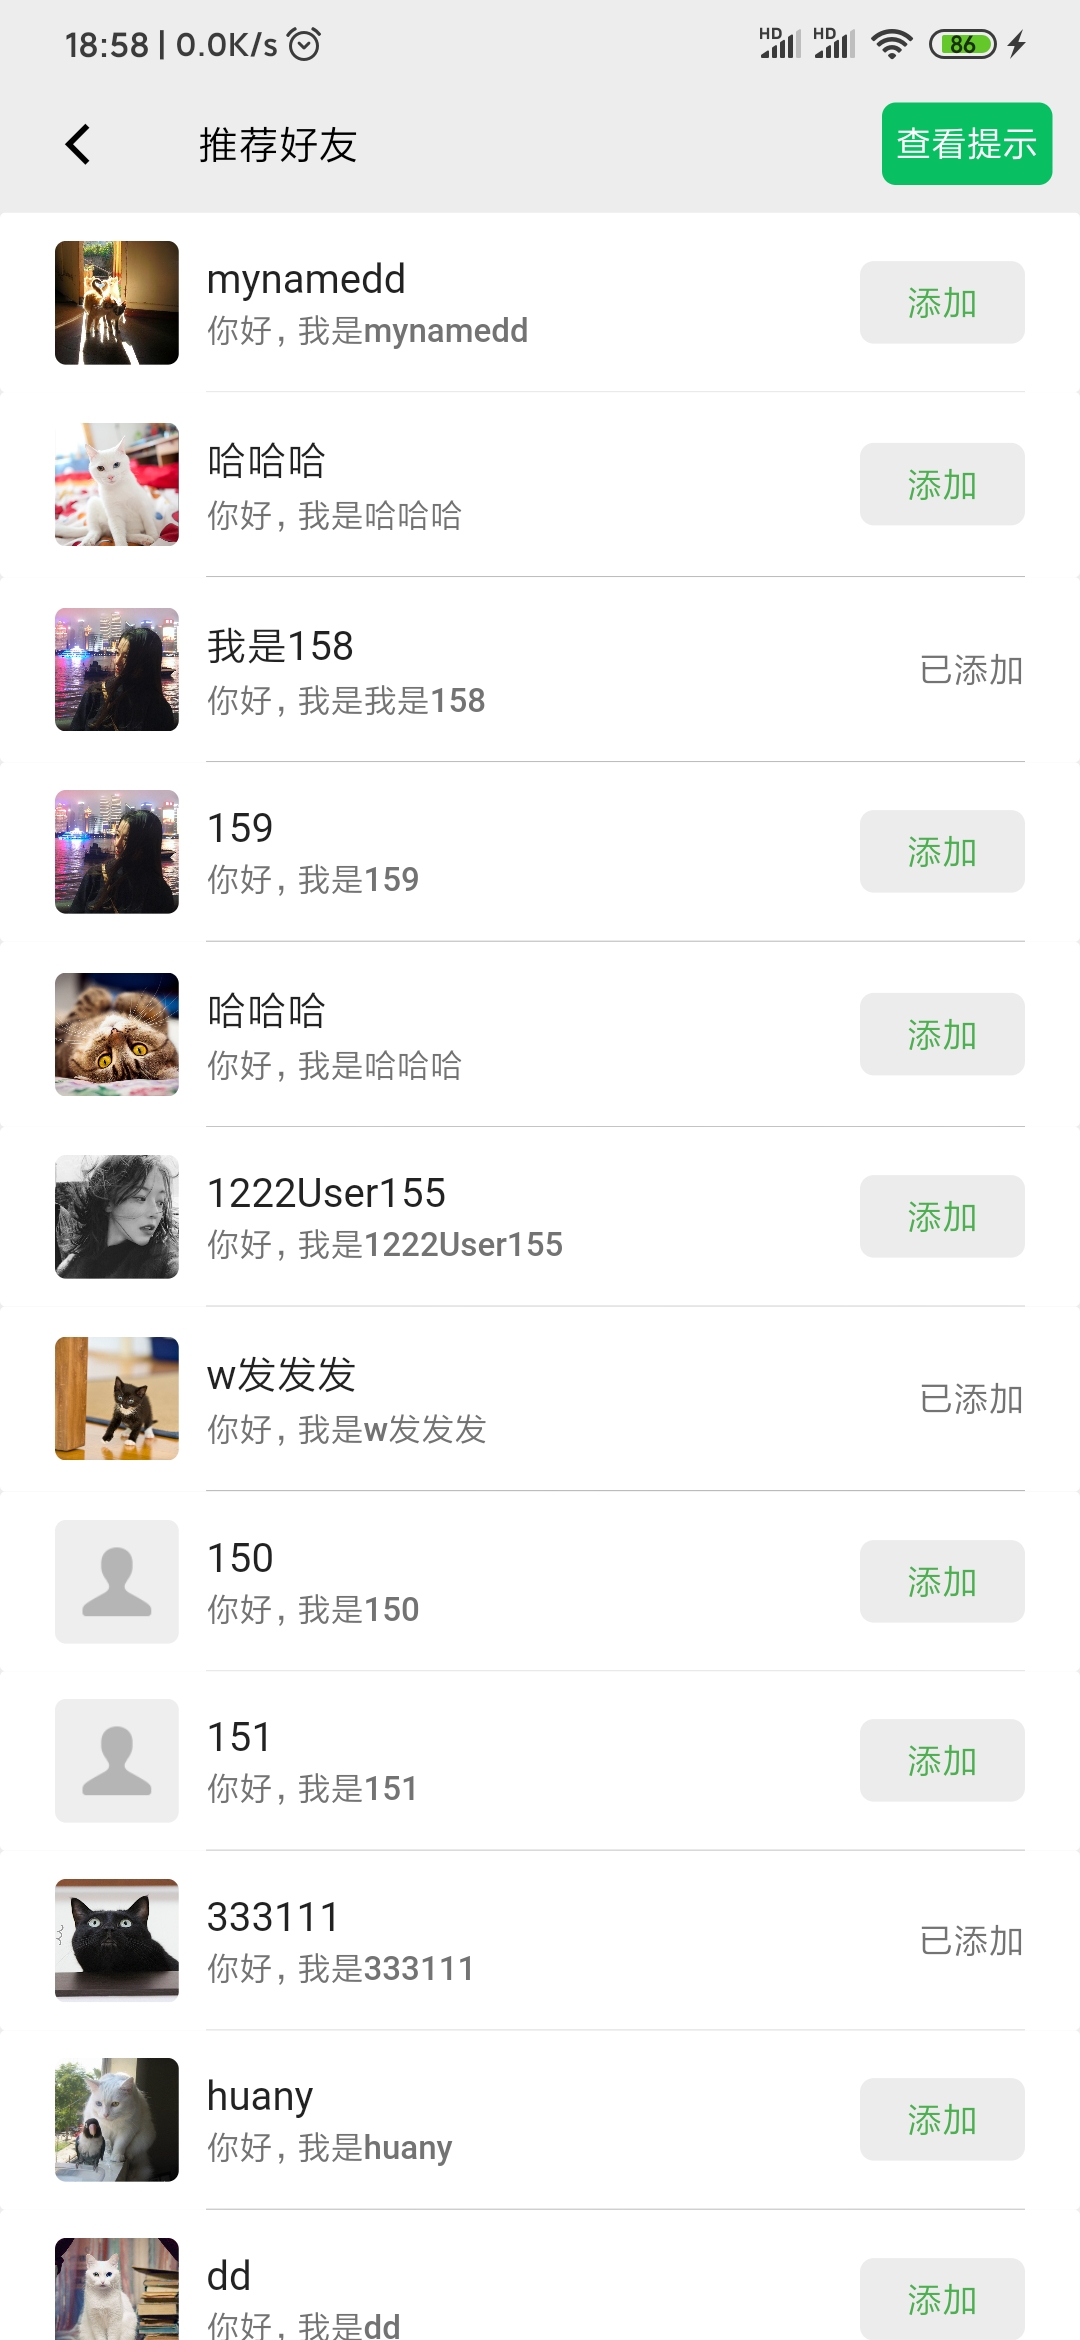 18:58 | 0.0K/s HD HD 86
推荐好友 查看提示
mynamedd
你好, 我是mynamedd
添加
哈哈哈
你好, 我是哈哈哈
添加
我是158
你好, 我是我是158
已添加
159
你好, 我是159
添加
哈哈哈
你好, 我是哈哈哈
添加
1222User155
你好, 我是1222User155
添加
w发发发
你好, 我是w发发发
已添加
150
你好, 我是150
添加
151
你好, 我是151
添加
333111
你好, 我是333111
已添加
huany
你好, 我是huany
添加
dd
你好, 我是dd
添加